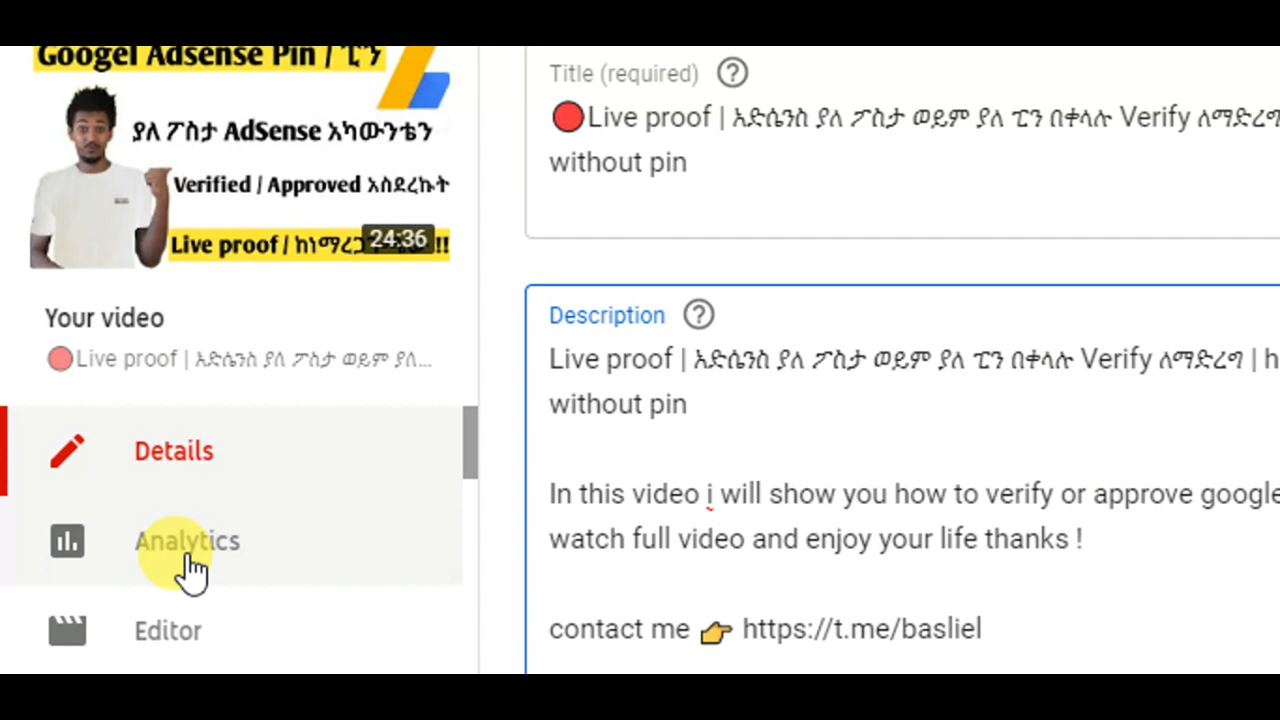 Googel Adsense Pin / ፒን
ያለ ፖስታ AdSense አካውንቴን
Verified / Approved አስደረኩት
Live proof / 24:36 !!
Your video
🔴Live proof | አድሴንስ ያለ ፖስታ ወይም ያለ...
Details
Analytics
Editor
Title (required)
🔴Live proof | አድሴንስ ያለ ፖስታ ወይም ያለ ፒን በቀላሉ Verify ለማድረግ
without pin
Description
Live proof | አድሴንስ ያለ ፖስታ ወይም ያለ ፒን በቀላሉ Verify ለማድረግ | h
without pin
In this video i will show you how to verify or approve google
watch full video and enjoy your life thanks !
contact me 👉 https://t.me/basliel